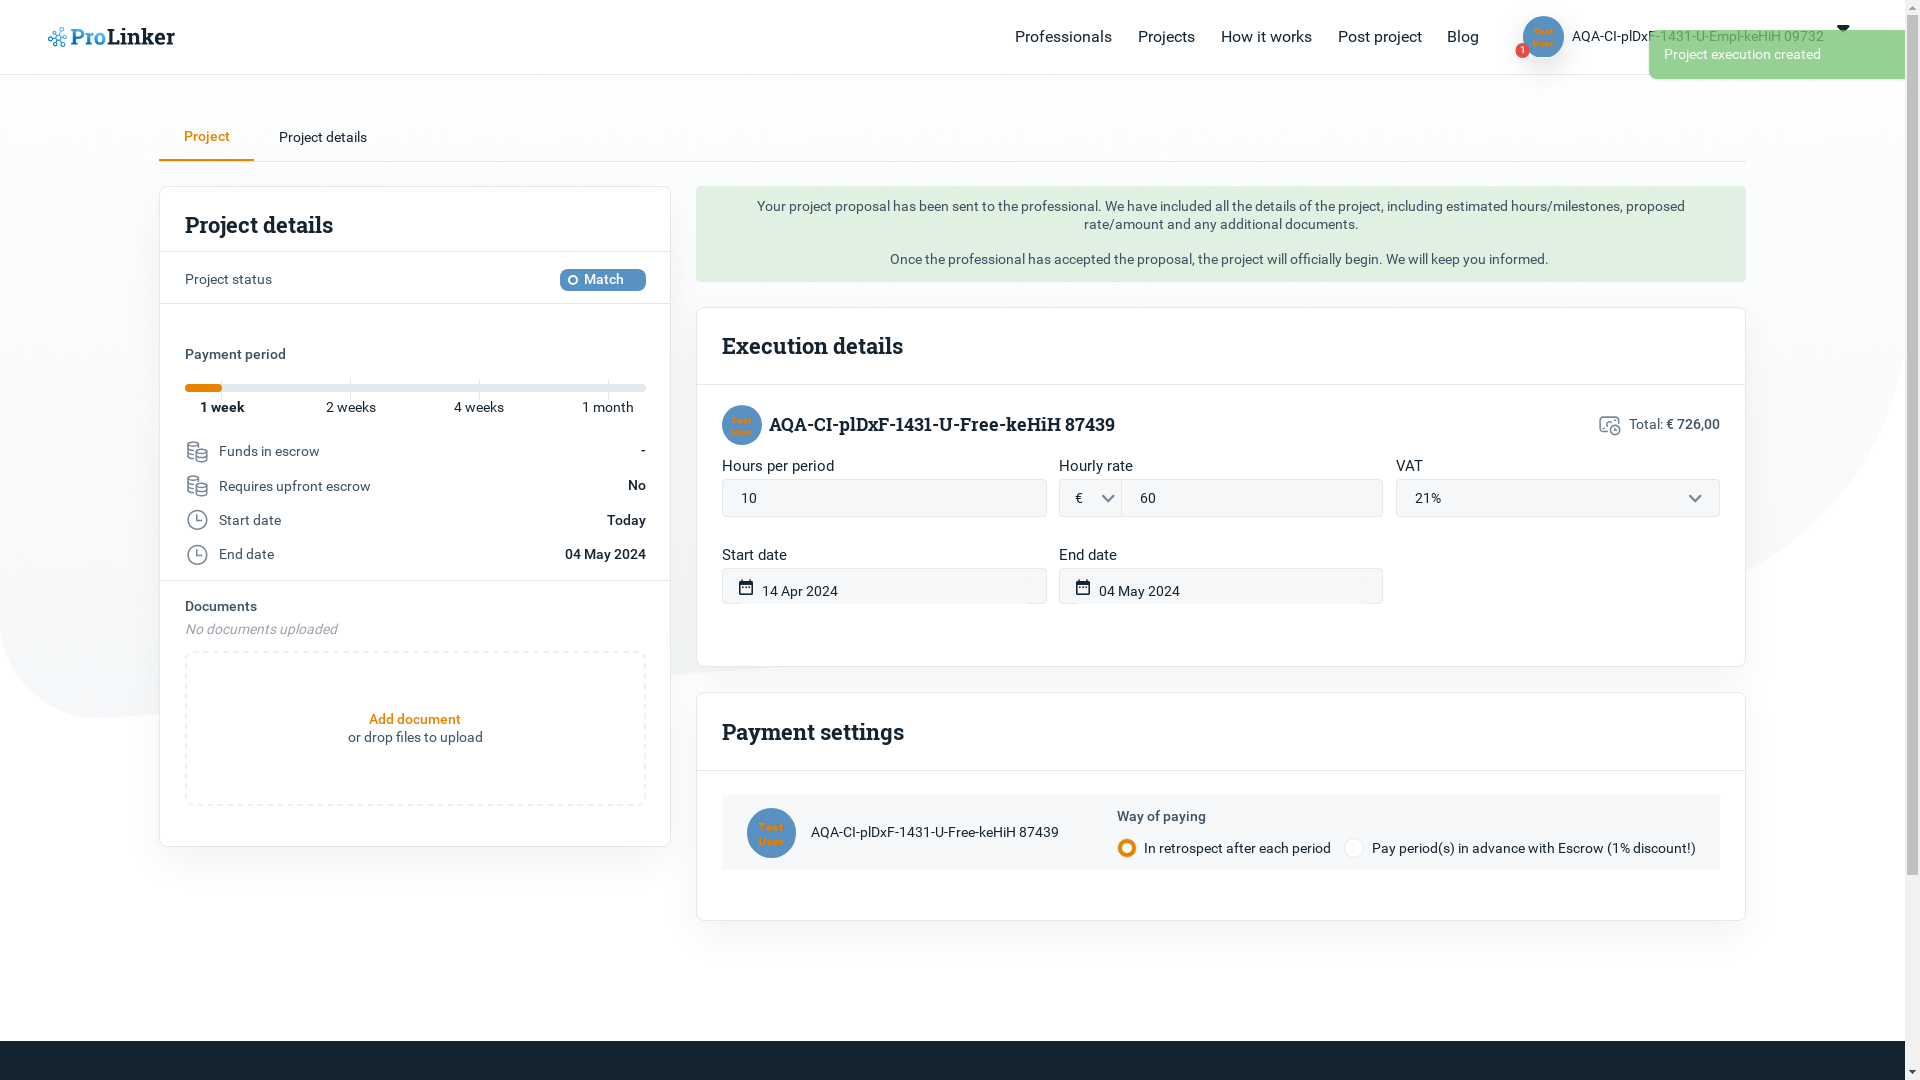 ProLinker
Professionals
Projects
How it works
Post project
Blog
Test
User
1
AQA-CI-plDxF-1431-U-Empl-keHiH 09732
Project execution created
Project
Project details
Project details
Project status
Match
Payment period
1 week
2 weeks
4 weeks
1 month
Funds in escrow
-
Requires upfront escrow
No
Start date
Today
End date
04 May 2024
Documents
No documents uploaded
Add document
or drop files to upload
Your project proposal has been sent to the professional. We have included all the details of the project, including estimated hours/milestones, proposed
rate/amount and any additional documents.
Once the professional has accepted the proposal, the project will officially begin. We will keep you informed.
Execution details
Test
User
AQA-CI-plDxF-1431-U-Free-keHiH 87439
Total: € 726,00
Hours per period
Hourly rate
VAT
10
€
60
21%
Start date
End date
14 Apr 2024
04 May 2024
Payment settings
Test
User
AQA-CI-plDxF-1431-U-Free-keHiH 87439
Way of paying
In retrospect after each period
Pay period(s) in advance with Escrow (1% discount!)